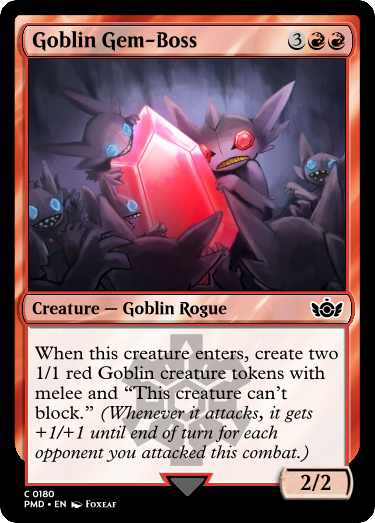 Goblin Gem-Boss 3
Creature — Goblin Rogue
When this creature enters, create two
1/1 red Goblin creature tokens with
melee and “This creature can’t
block.” (Whenever it attacks, it gets
+1/+1 until end of turn for each
opponent you attacked this combat.)
2/2
C 0180
PMD • EN Foxeaf